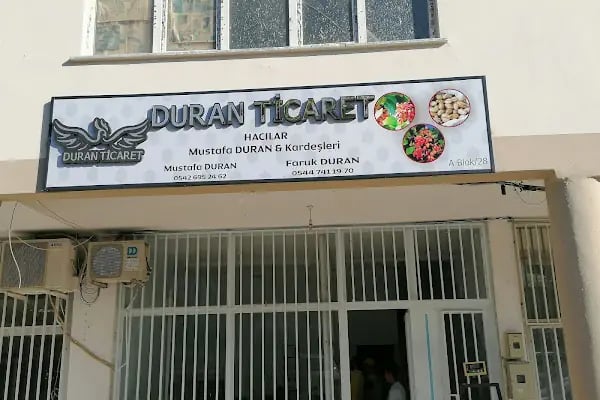 DURAN TİCARET
DURAN TİCARET
HACILAR
Mustafa DURAN & Kardeşleri
Mustafa DURAN
0542 695 24 62
Faruk DURAN
0544 741 19 70
A Blok/28